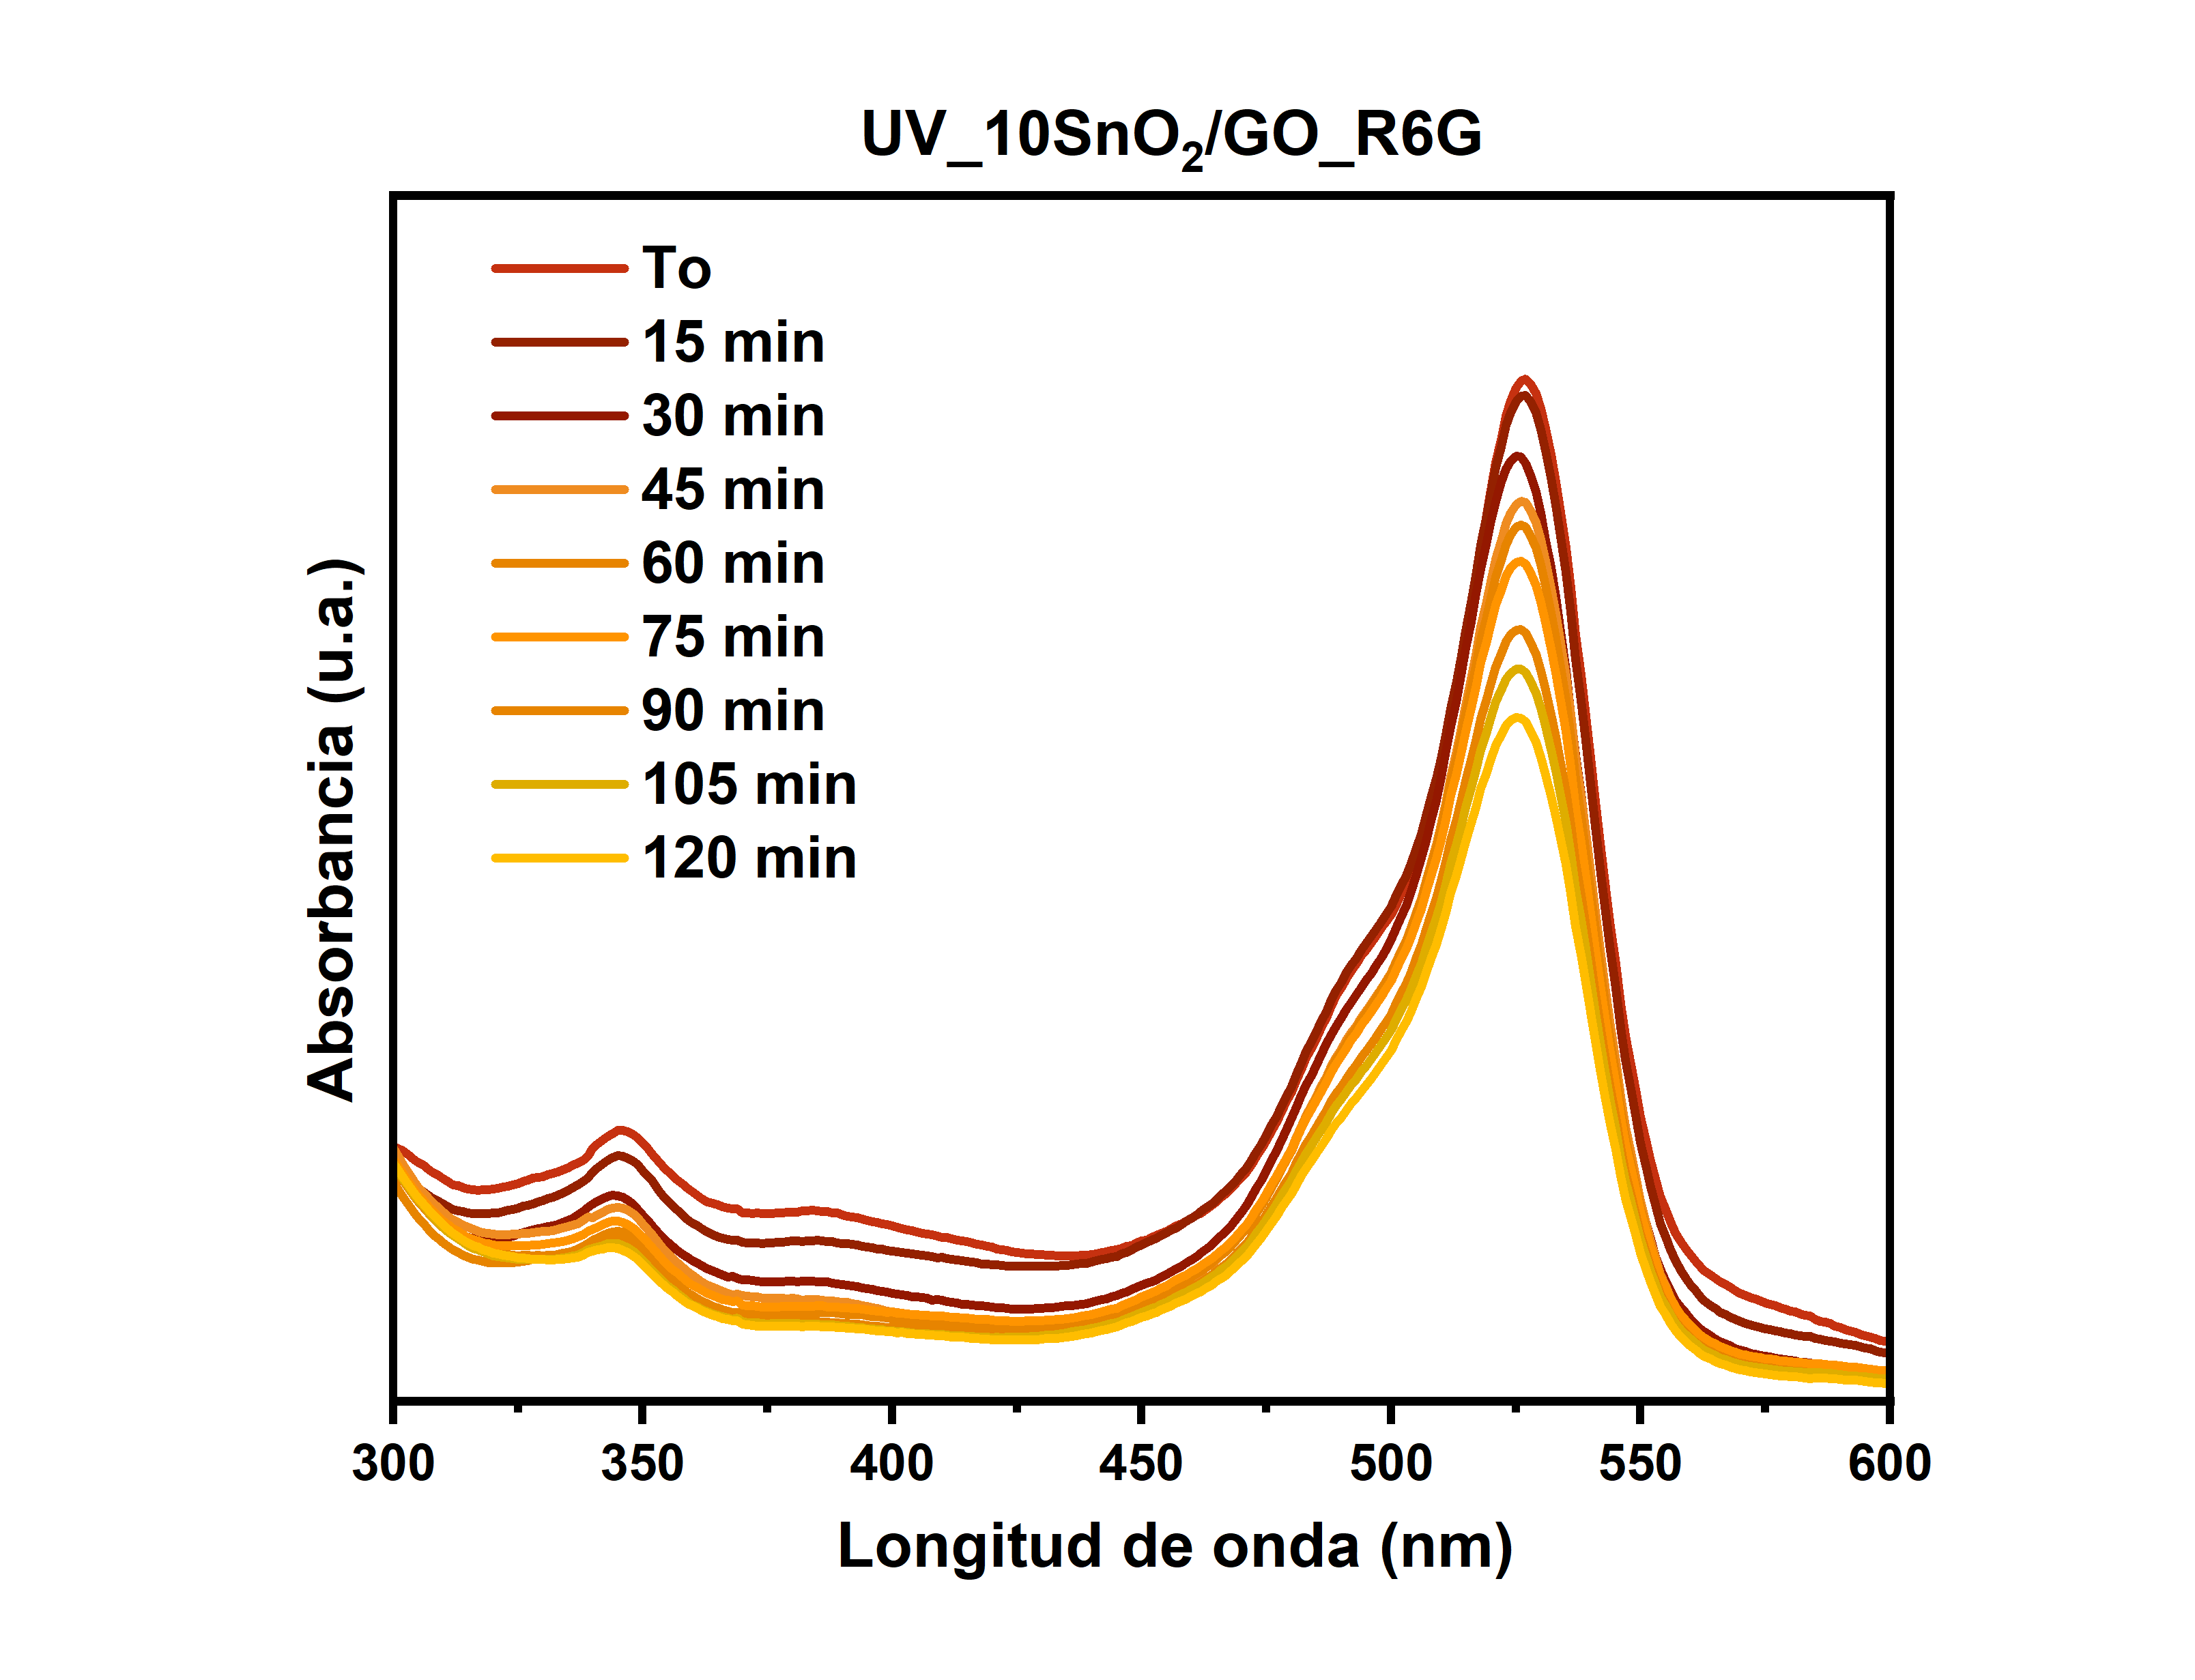 UV_10SnO₂/GO_R6G
To
15 min
30 min
45 min
60 min
75 min
90 min
105 min
120 min
Absorbancia (u.a.)
300 350 400 450 500 550 600
Longitud de onda (nm)